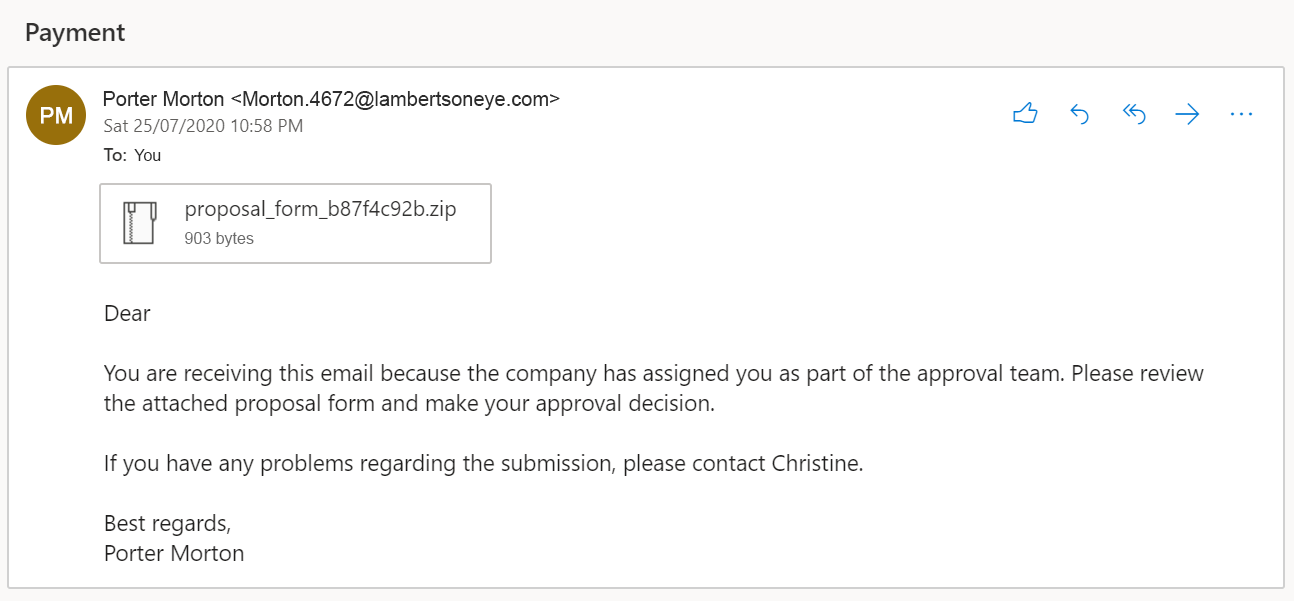 Payment
PM
Porter Morton <Morton.4672@lambertsoneye.com>
Sat 25/07/2020 10:58 PM
To: You
proposal_form_b87f4c92b.zip
903 bytes
Dear
You are receiving this email because the company has assigned you as part of the approval team. Please review
the attached proposal form and make your approval decision.
If you have any problems regarding the submission, please contact Christine.
Best regards,
Porter Morton